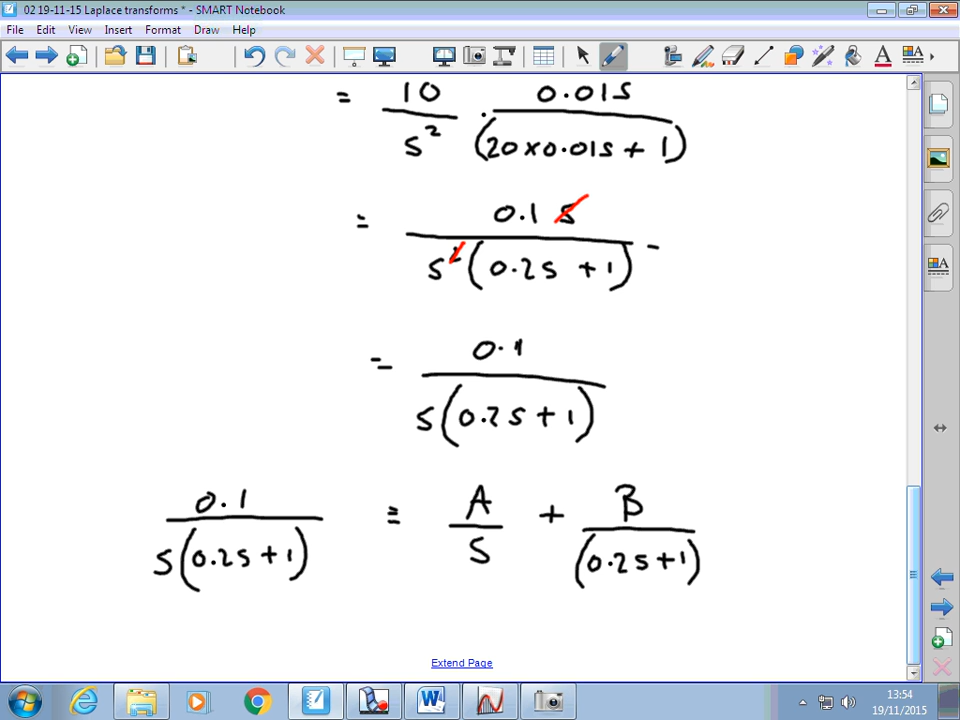 02 19-11-15 Laplace transforms * - SMART Notebook
File Edit View Insert Format Draw Help
= 10 / s² · 0.01s / (20×0.01s + 1)
= 0.1 s / s² (0.2s + 1) -
= 0.1 / s(0.2s + 1)
0.1 / s(0.2s + 1) ≡ A / s + B / (0.2s + 1)
Extend Page
13:54
19/11/2015